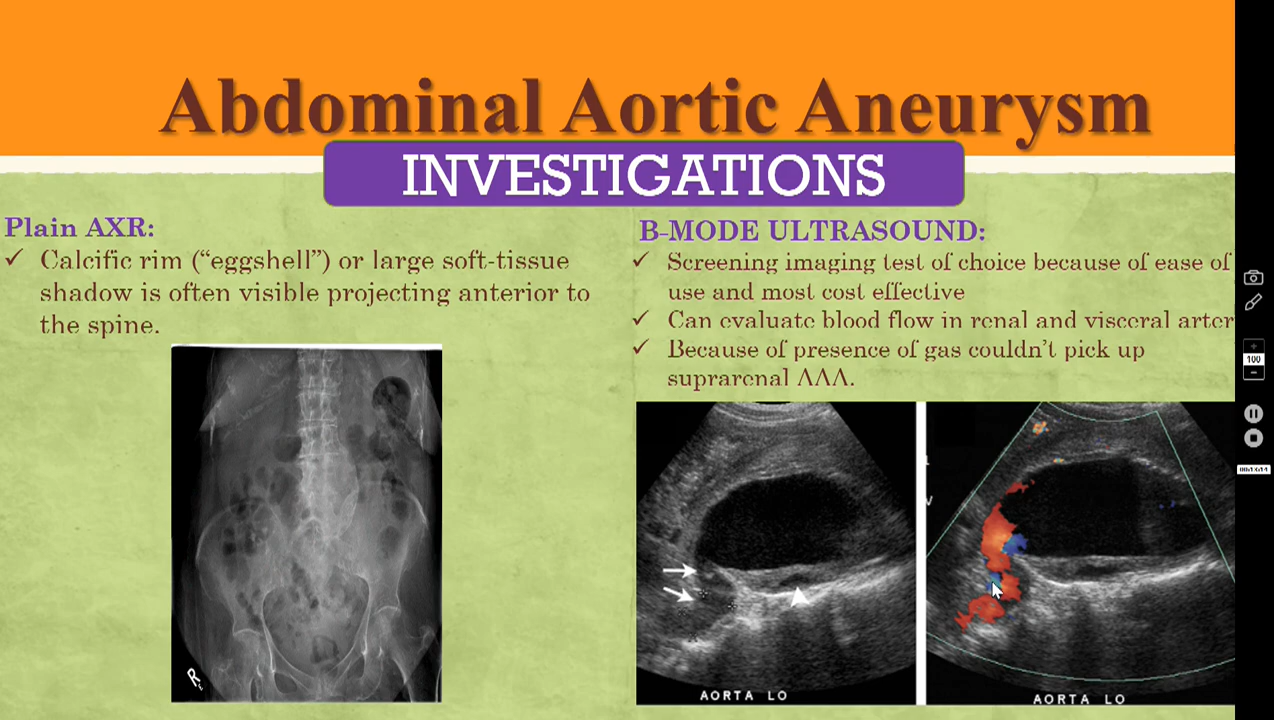 Abdominal Aortic Aneurysm
INVESTIGATIONS
Plain AXR:
✓ Calcific rim (“eggshell”) or large soft-tissue
shadow is often visible projecting anterior to
the spine.
B-MODE ULTRASOUND:
✓ Screening imaging test of choice because of ease of
use and most cost effective
✓ Can evaluate blood flow in renal and visceral arter
✓ Because of presence of gas couldn’t pick up
suprarenal AAA.
R
V
AORTA LO
AORTA LO
100